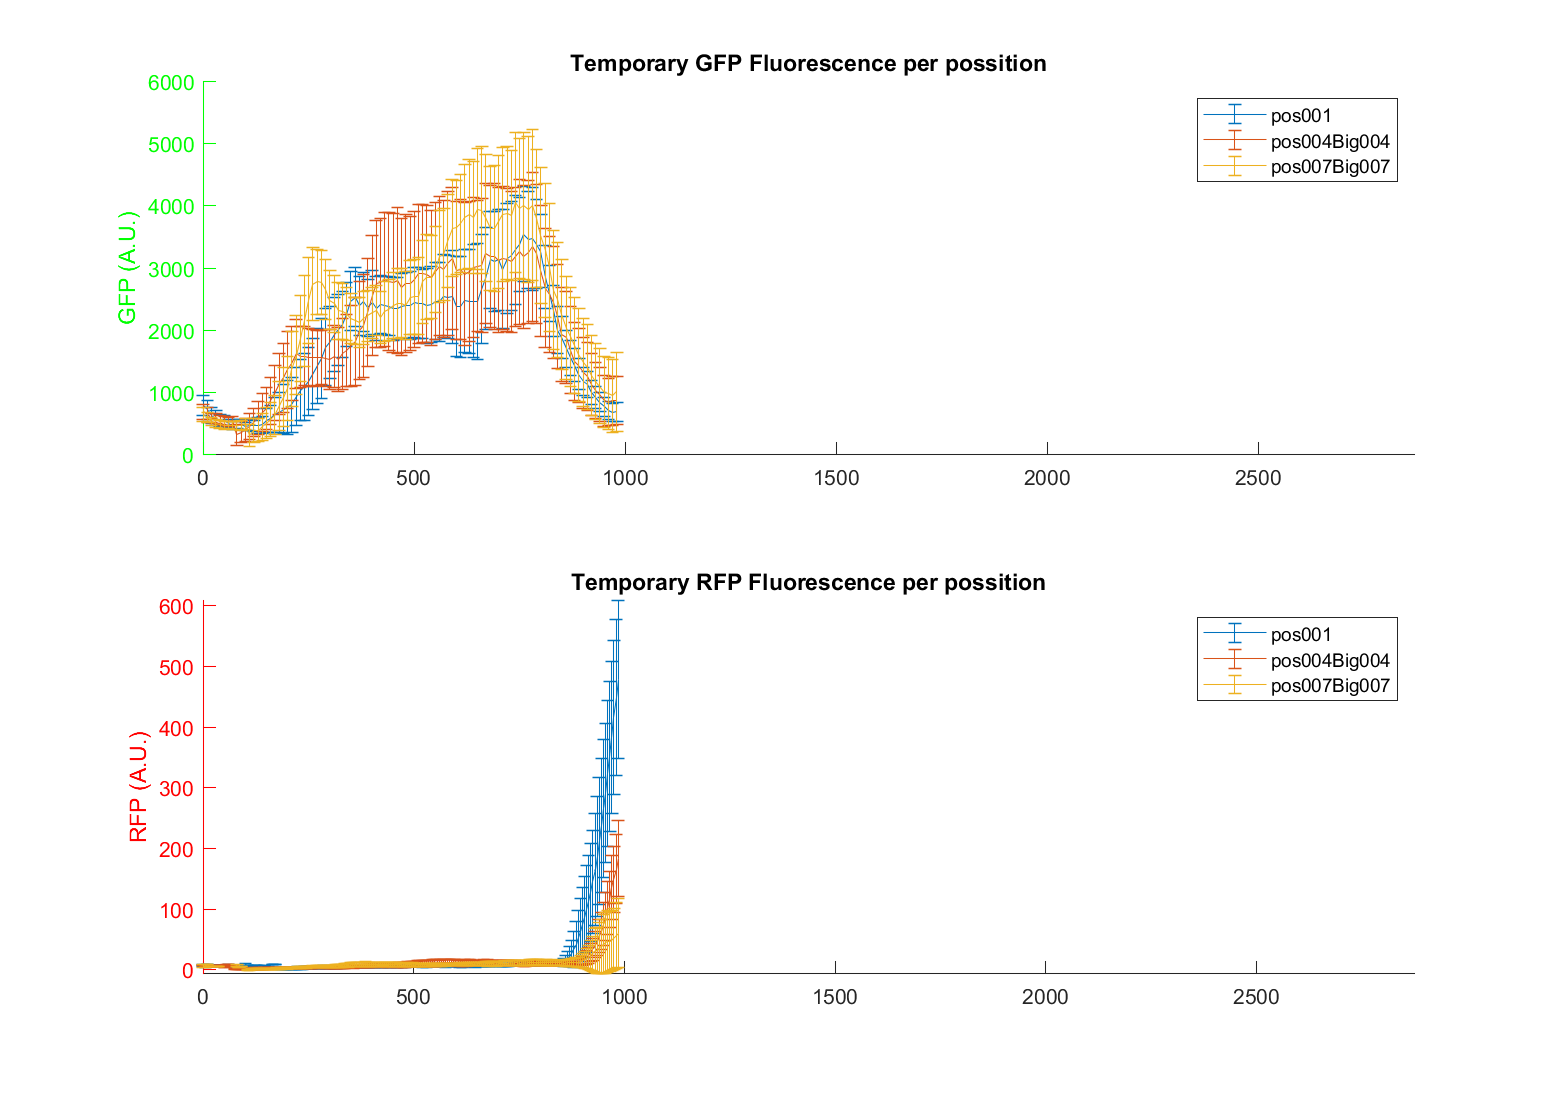 Temporary GFP Fluorescence per possition
GFP (A.U.)
6000
5000
4000
3000
2000
1000
0
0 500 1000 1500 2000 2500
pos001
pos004Big004
pos007Big007
Temporary RFP Fluorescence per possition
RFP (A.U.)
600
500
400
300
200
100
0
0 500 1000 1500 2000 2500
pos001
pos004Big004
pos007Big007